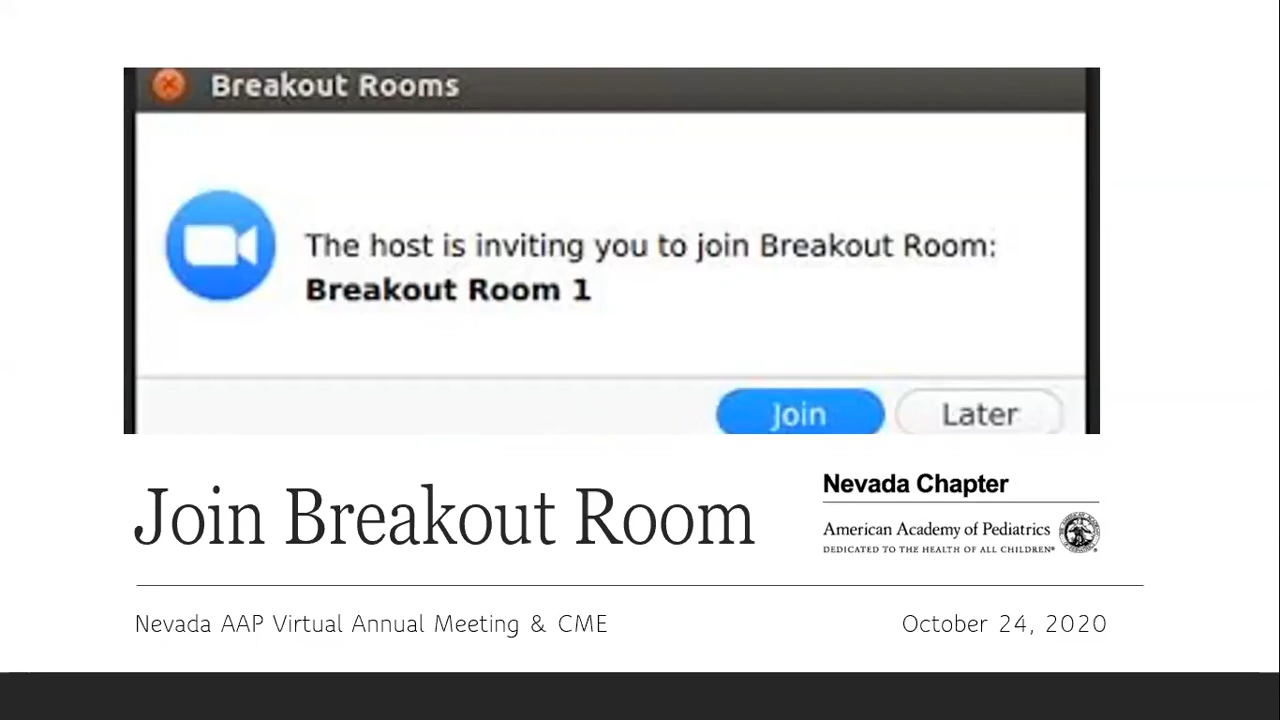 Breakout Rooms
The host is inviting you to join Breakout Room:
Breakout Room 1
Join Later
Join Breakout Room
Nevada Chapter
American Academy of Pediatrics
DEDICATED TO THE HEALTH OF ALL CHILDREN®
Nevada AAP Virtual Annual Meeting & CME
October 24, 2020